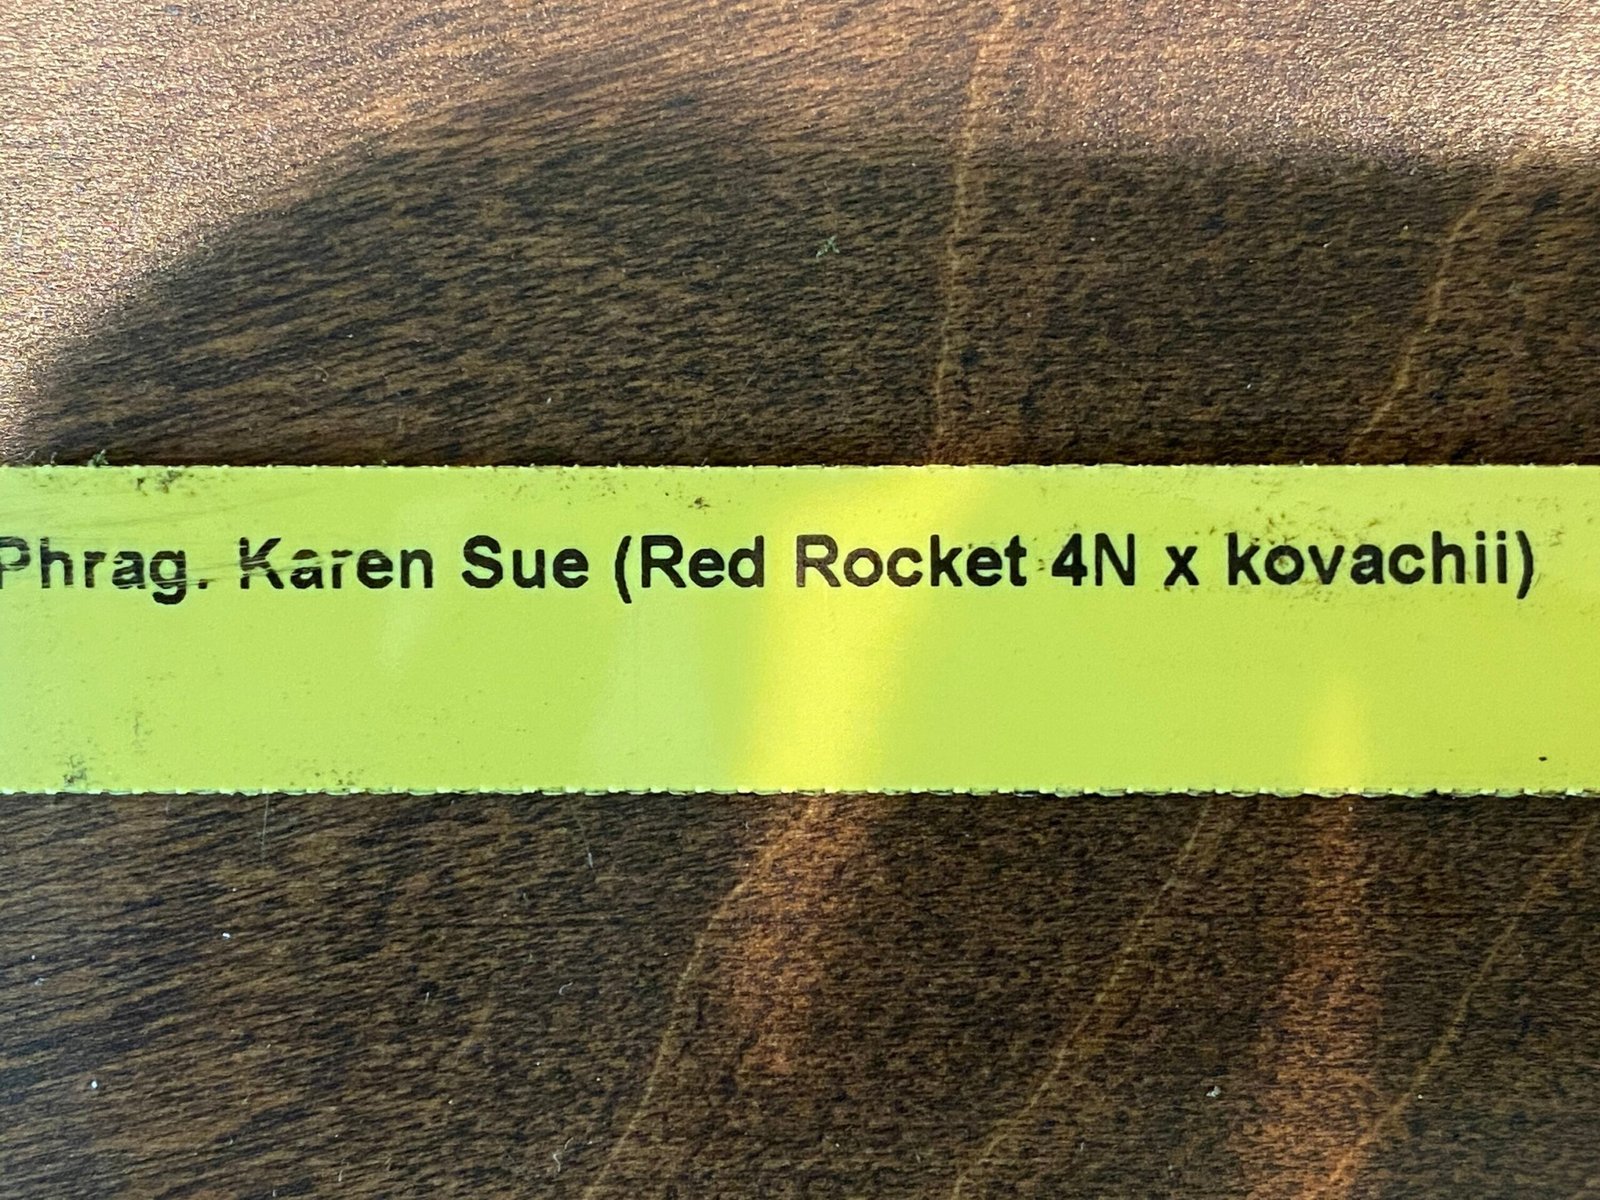 Phrag. Karen Sue (Red Rocket 4N x kovachii)